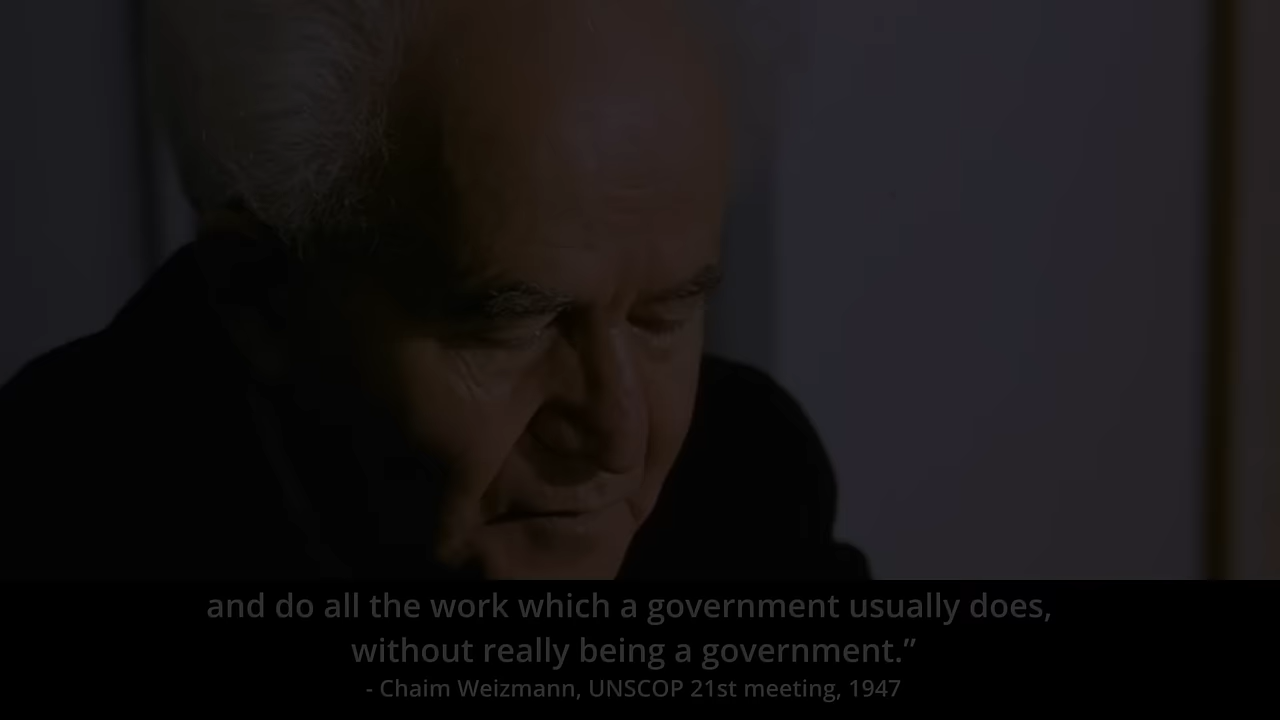 and do all the work which a government usually does,
without really being a government.”
- Chaim Weizmann, UNSCOP 21st meeting, 1947